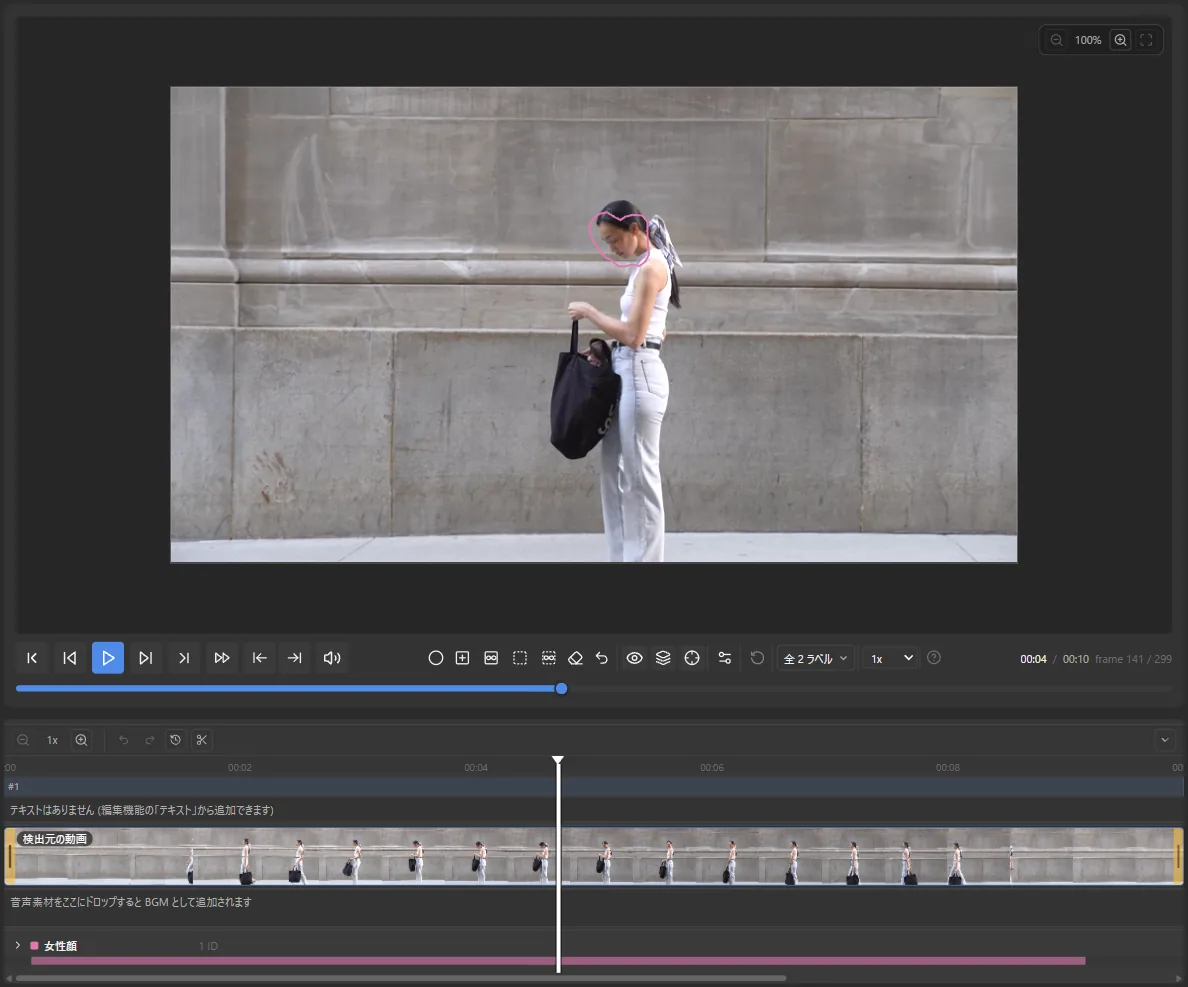 100%
全 2 ラベル
1x
00:04 / 00:10 frame 141 / 299
1x
:00 00:02 00:04 00:06 00:08 00
#1
テキストはありません (編集機能の「テキスト」から追加できます)
検出元の動画
音声素材をここにドロップすると BGM として追加されます
女性顔 1 ID